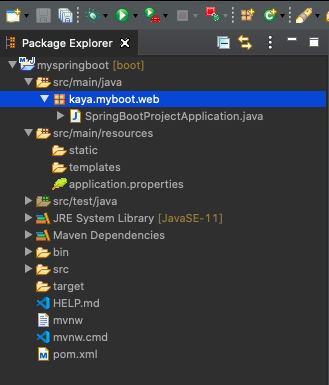 Package Explorer
myspringboot [boot]
src/main/java
kaya.myboot.web
SpringBootProjectApplication.java
src/main/resources
static
templates
application.properties
src/test/java
JRE System Library [JavaSE-11]
Maven Dependencies
bin
src
target
HELP.md
mvnw
mvnw.cmd
pom.xml